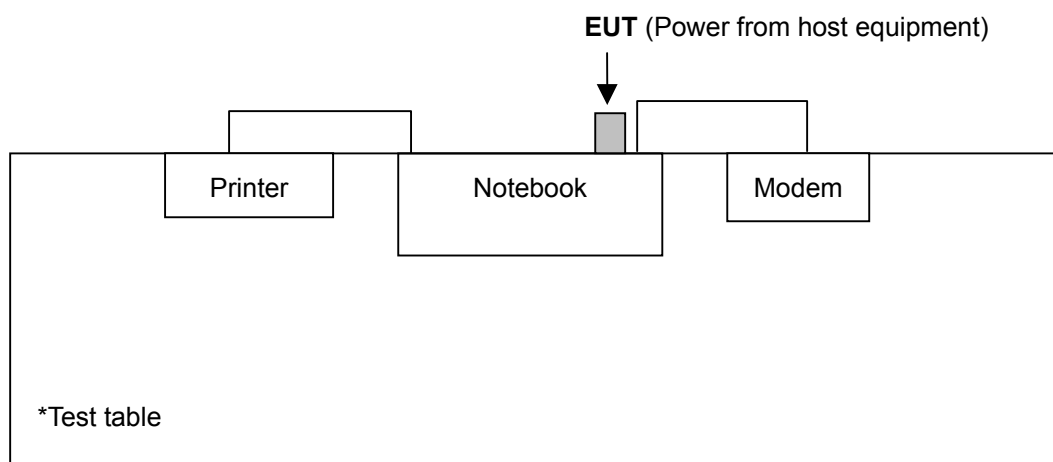 EUT (Power from host equipment)
Printer
Notebook
Modem
*Test table